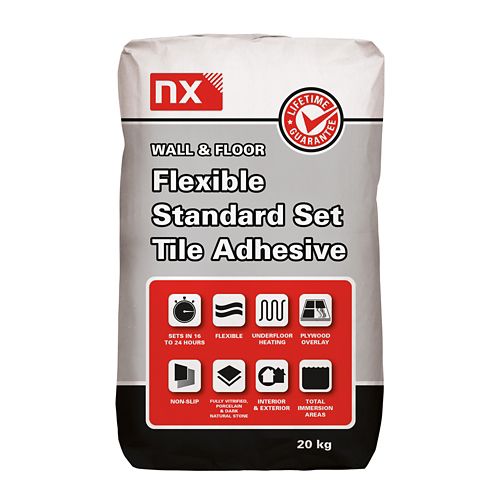 nx
LIFETIME
GUARANTEE
WALL & FLOOR
Flexible
Standard Set
Tile Adhesive
SETS IN 16
TO 24 HOURS
FLEXIBLE
UNDERFLOOR
HEATING
PLYWOOD
OVERLAY
NON-SLIP
FULLY VITRIFIED,
PORCELAIN
& DARK
NATURAL STONE
INTERIOR
& EXTERIOR
TOTAL
IMMERSION
AREAS
20 kg